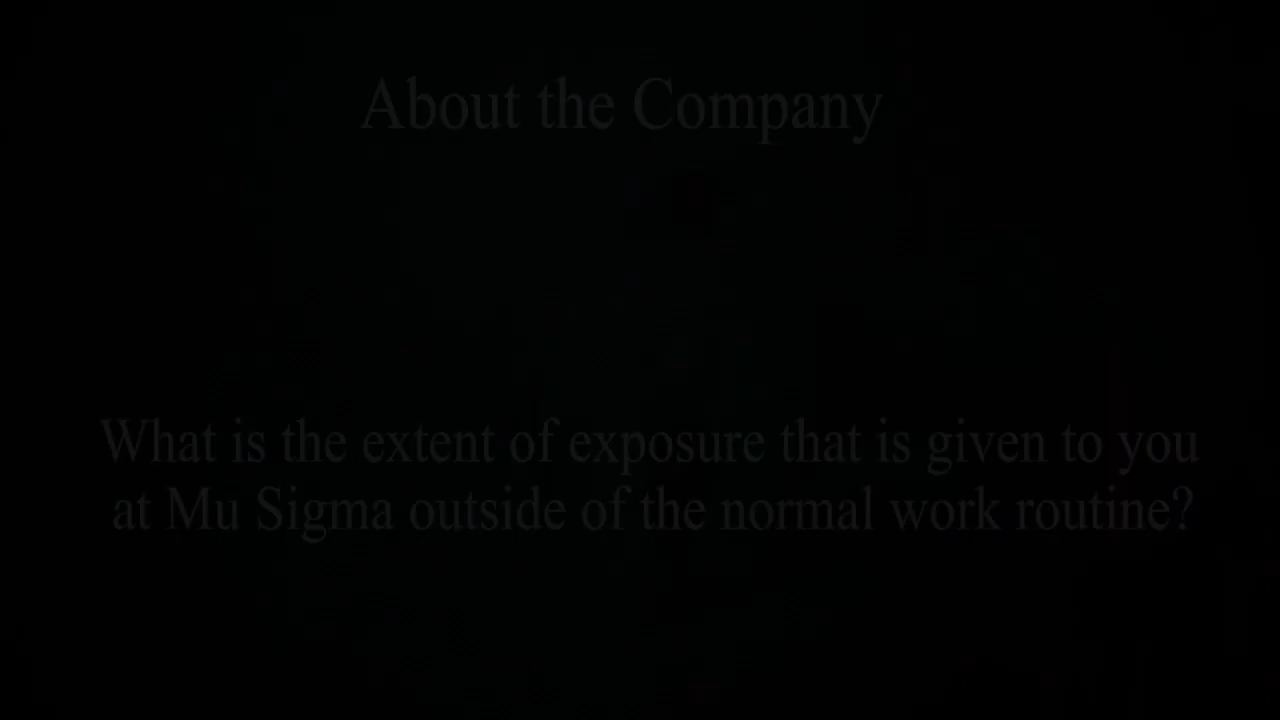 About the Company
What is the extent of exposure that is given to you
at Mu Sigma outside of the normal work routine?